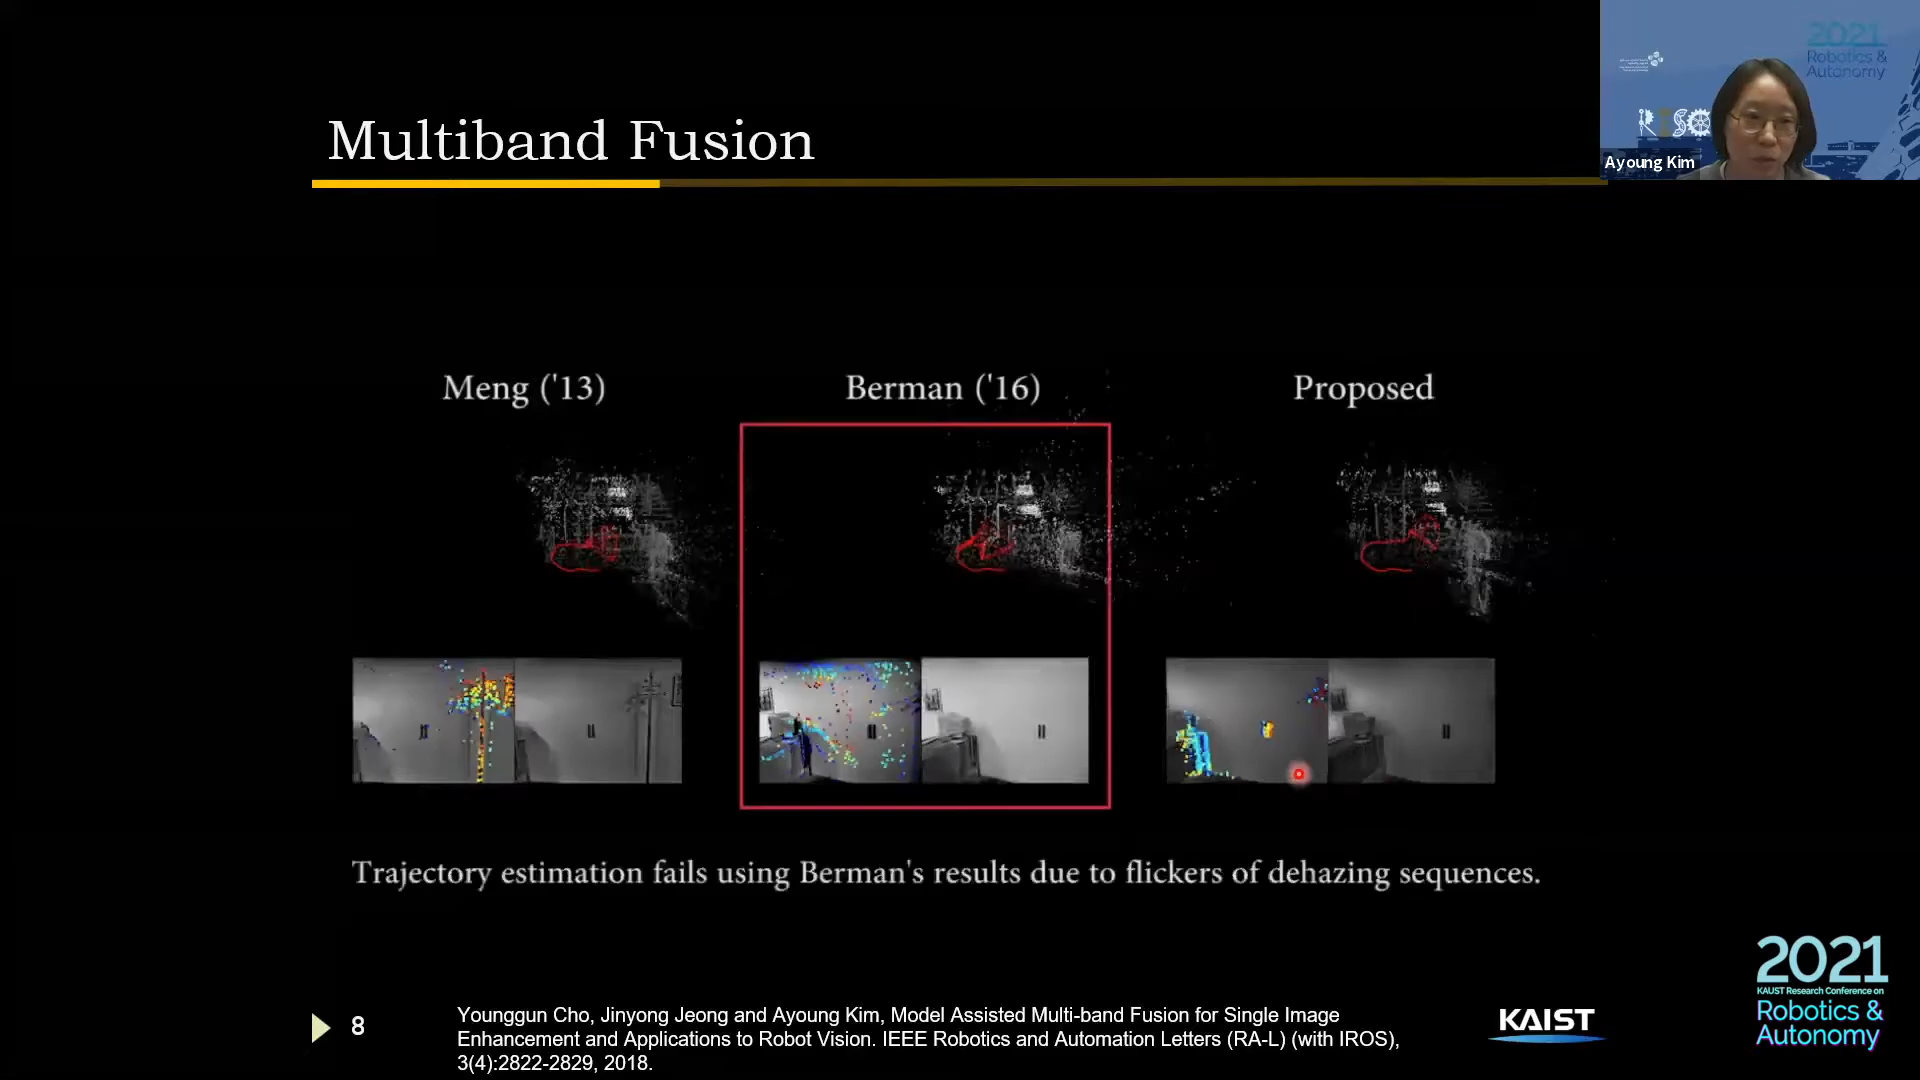 2021
Robotics &
Autonomy
RISC
Ayoung Kim
Multiband Fusion
Meng ('13)
Berman ('16)
Proposed
Trajectory estimation fails using Berman's results due to flickers of dehazing sequences.
8
Younggun Cho, Jinyong Jeong and Ayoung Kim, Model Assisted Multi-band Fusion for Single Image
Enhancement and Applications to Robot Vision. IEEE Robotics and Automation Letters (RA-L) (with IROS),
3(4):2822-2829, 2018.
KAIST
2021
KAUST Research Conference on
Robotics &
Autonomy